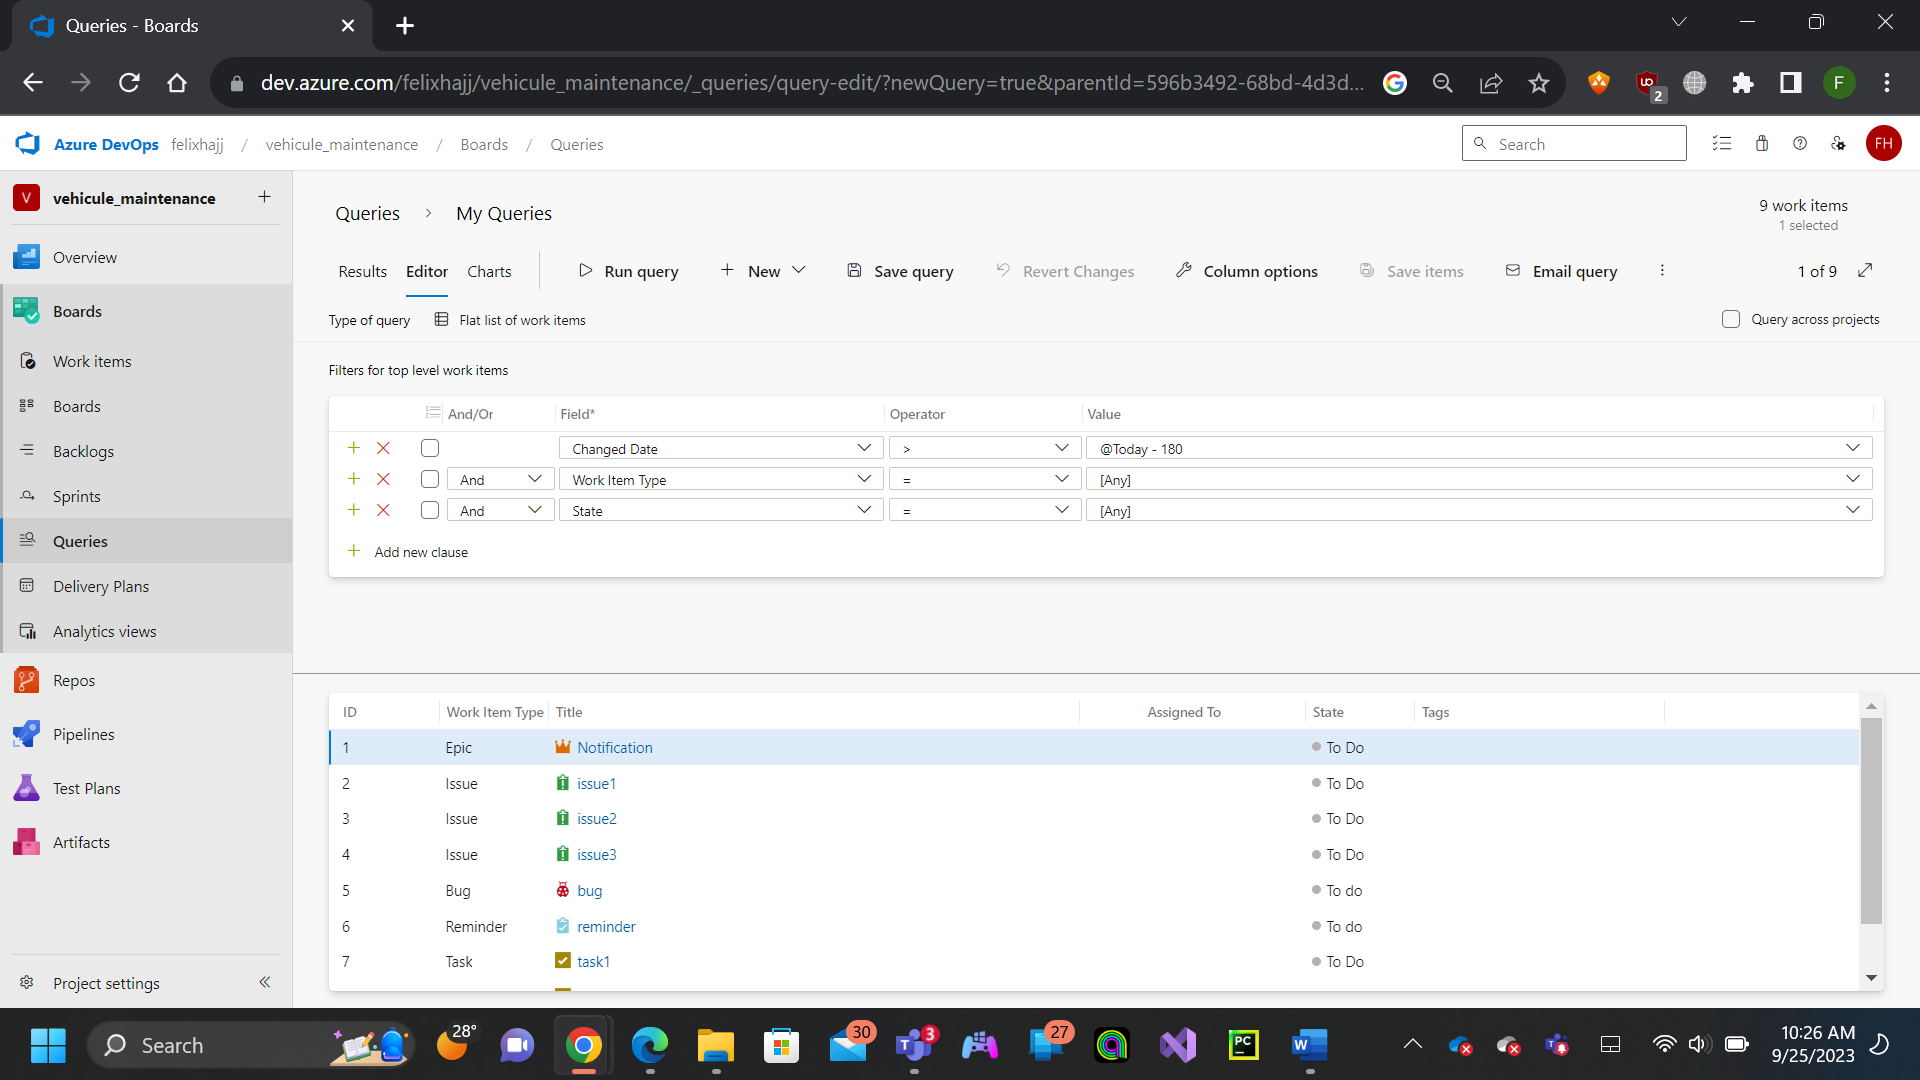 Queries - Boards
dev.azure.com/felixhajj/vehicule_maintenance/_queries/query-edit/?newQuery=true&parentId=596b3492-68bd-4d3d...
2
F
Azure DevOps felixhajj / vehicule_maintenance / Boards / Queries
Search
FH
V vehicule_maintenance
Overview
Boards
Work items
Boards
Backlogs
Sprints
Queries
Delivery Plans
Analytics views
Repos
Pipelines
Test Plans
Artifacts
Project settings
Queries > My Queries
9 work items
1 selected
Results Editor Charts Run query New Save query Revert Changes Column options Save items Email query 1 of 9
Type of query Flat list of work items Query across projects
Filters for top level work items
And/Or Field* Operator Value
Changed Date > @Today - 180
And Work Item Type = [Any]
And State = [Any]
Add new clause
ID Work Item Type Title Assigned To State Tags
1 Epic Notification To Do
2 Issue issue1 To Do
3 Issue issue2 To Do
4 Issue issue3 To Do
5 Bug bug To do
6 Reminder reminder To do
7 Task task1 To Do
Search
28°
30
3
27
PC
W
10:26 AM
9/25/2023